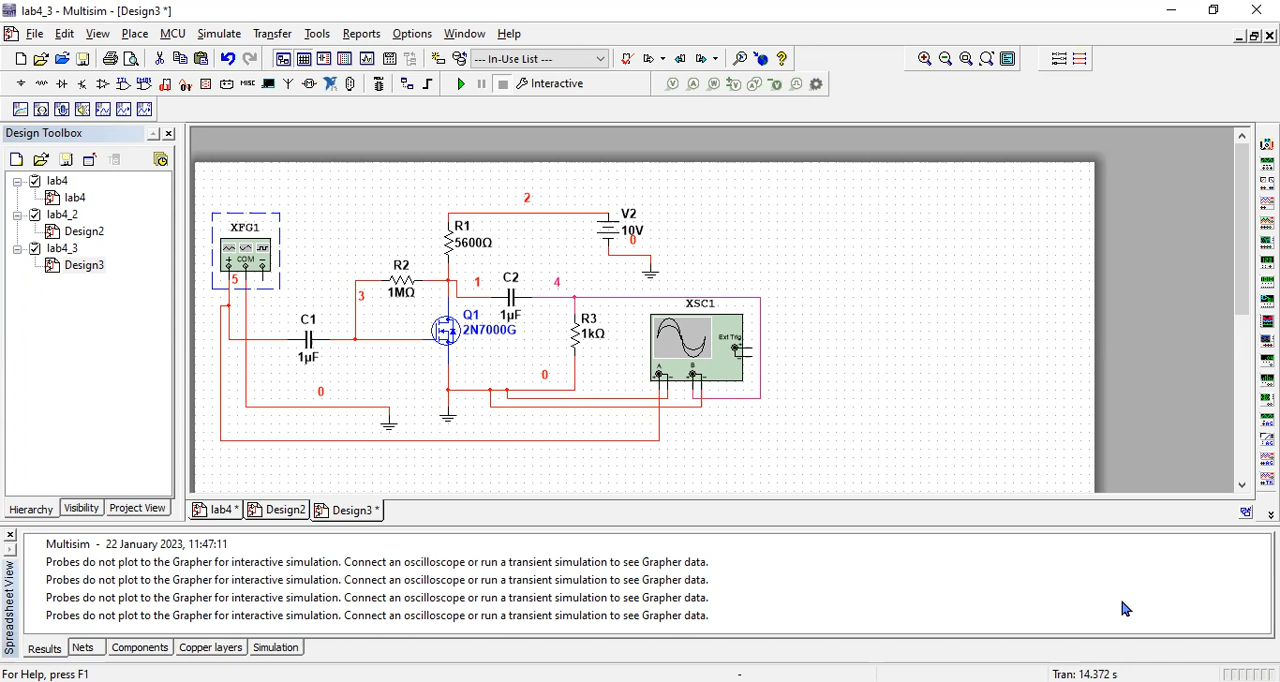 lab4_3 - Multisim - [Design3 *]
File Edit View Place MCU Simulate Transfer Tools Reports Options Window Help
--- In-Use List ---
MISC Interactive
V A W V A V A
Design Toolbox
lab4
lab4
lab4_2
Design2
lab4_3
Design3
Hierarchy Visibility Project View
XFG1
COM
5
C1
1µF
0
3
R2
1MΩ
2
R1
5600Ω
1
Q1
2N7000G
C2
1µF
4
V2
10V
0
R3
1kΩ
0
XSC1
Ext Trig
A B
lab4 * Design2 Design3 *
Spreadsheet View
Multisim - 22 January 2023, 11:47:11
Probes do not plot to the Grapher for interactive simulation. Connect an oscilloscope or run a transient simulation to see Grapher data.
Probes do not plot to the Grapher for interactive simulation. Connect an oscilloscope or run a transient simulation to see Grapher data.
Probes do not plot to the Grapher for interactive simulation. Connect an oscilloscope or run a transient simulation to see Grapher data.
Probes do not plot to the Grapher for interactive simulation. Connect an oscilloscope or run a transient simulation to see Grapher data.
Results Nets Components Copper layers Simulation
For Help, press F1 - Tran: 14.372 s